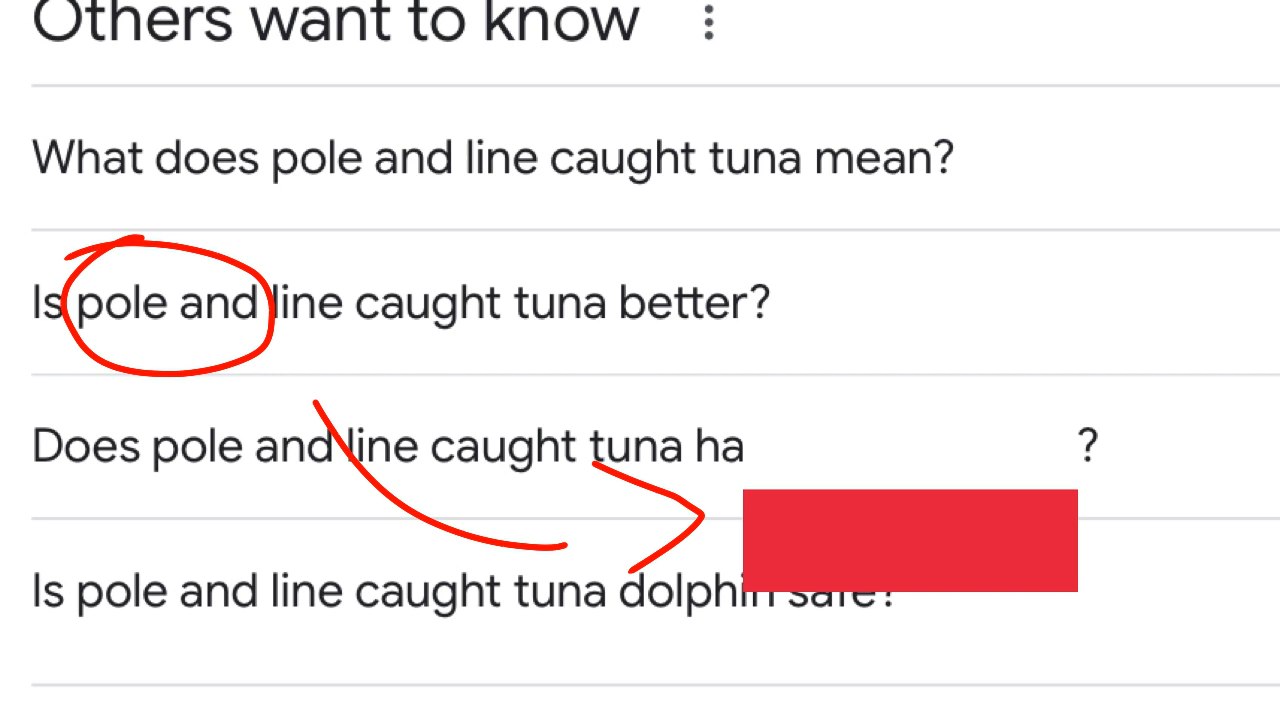 Others want to know
What does pole and line caught tuna mean?
Is pole and line caught tuna better?
Does pole and line caught tuna ha ?
Is pole and line caught tuna dolphin safe?